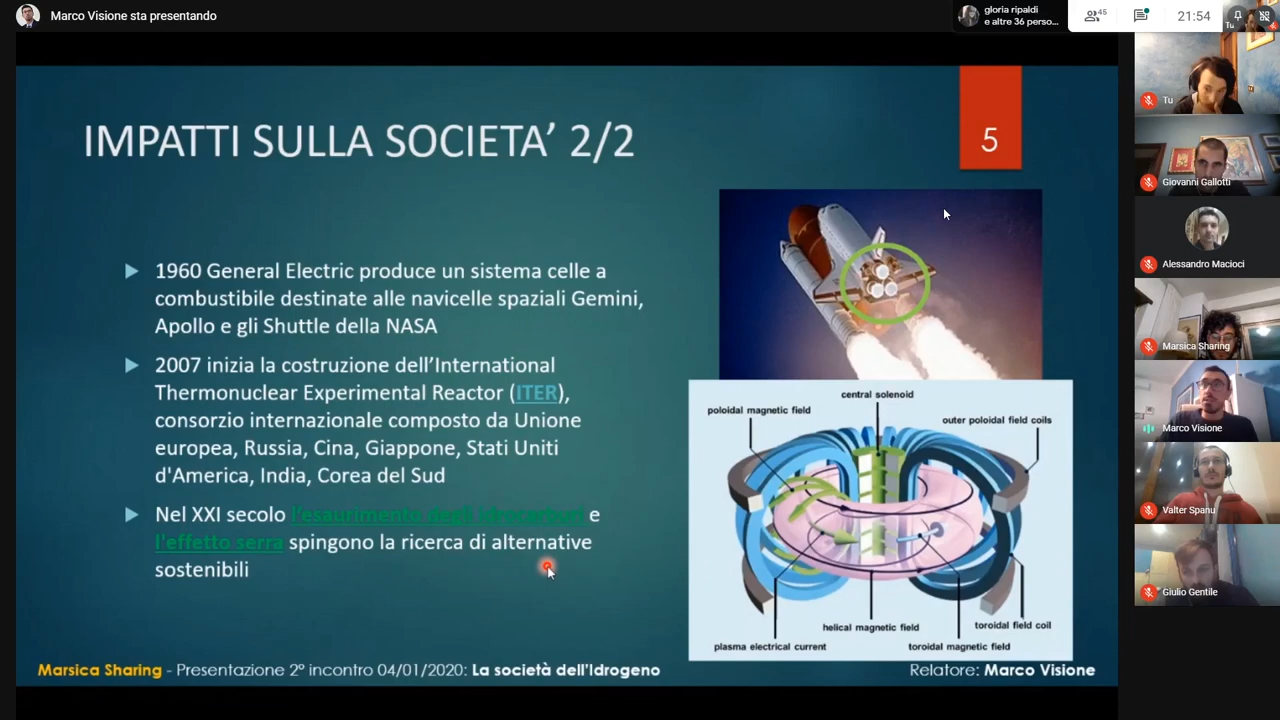 Marco Visione sta presentando
gloria ripaldi
e altre 36 perso...
45
21:54
Tu
IMPATTI SULLA SOCIETA’ 2/2
5
1960 General Electric produce un sistema celle a
combustibile destinate alle navicelle spaziali Gemini,
Apollo e gli Shuttle della NASA
2007 inizia la costruzione dell’International
Thermonuclear Experimental Reactor (ITER),
consorzio internazionale composto da Unione
europea, Russia, Cina, Giappone, Stati Uniti
d'America, India, Corea del Sud
Nel XXI secolo l’esaurimento degli idrocarburi e
l'effetto serra spingono la ricerca di alternative
sostenibili
central solenoid
poloidal magnetic field
outer poloidal field coils
helical magnetic field
toroidal field coil
plasma electrical current
toroidal magnetic field
Marsica Sharing - Presentazione 2° incontro 04/01/2020: La società dell’Idrogeno
Relatore: Marco Visione
Tu
Giovanni Gallotti
Alessandro Macioci
Marsica Sharing
Marco Visione
Valter Spanu
Giulio Gentile